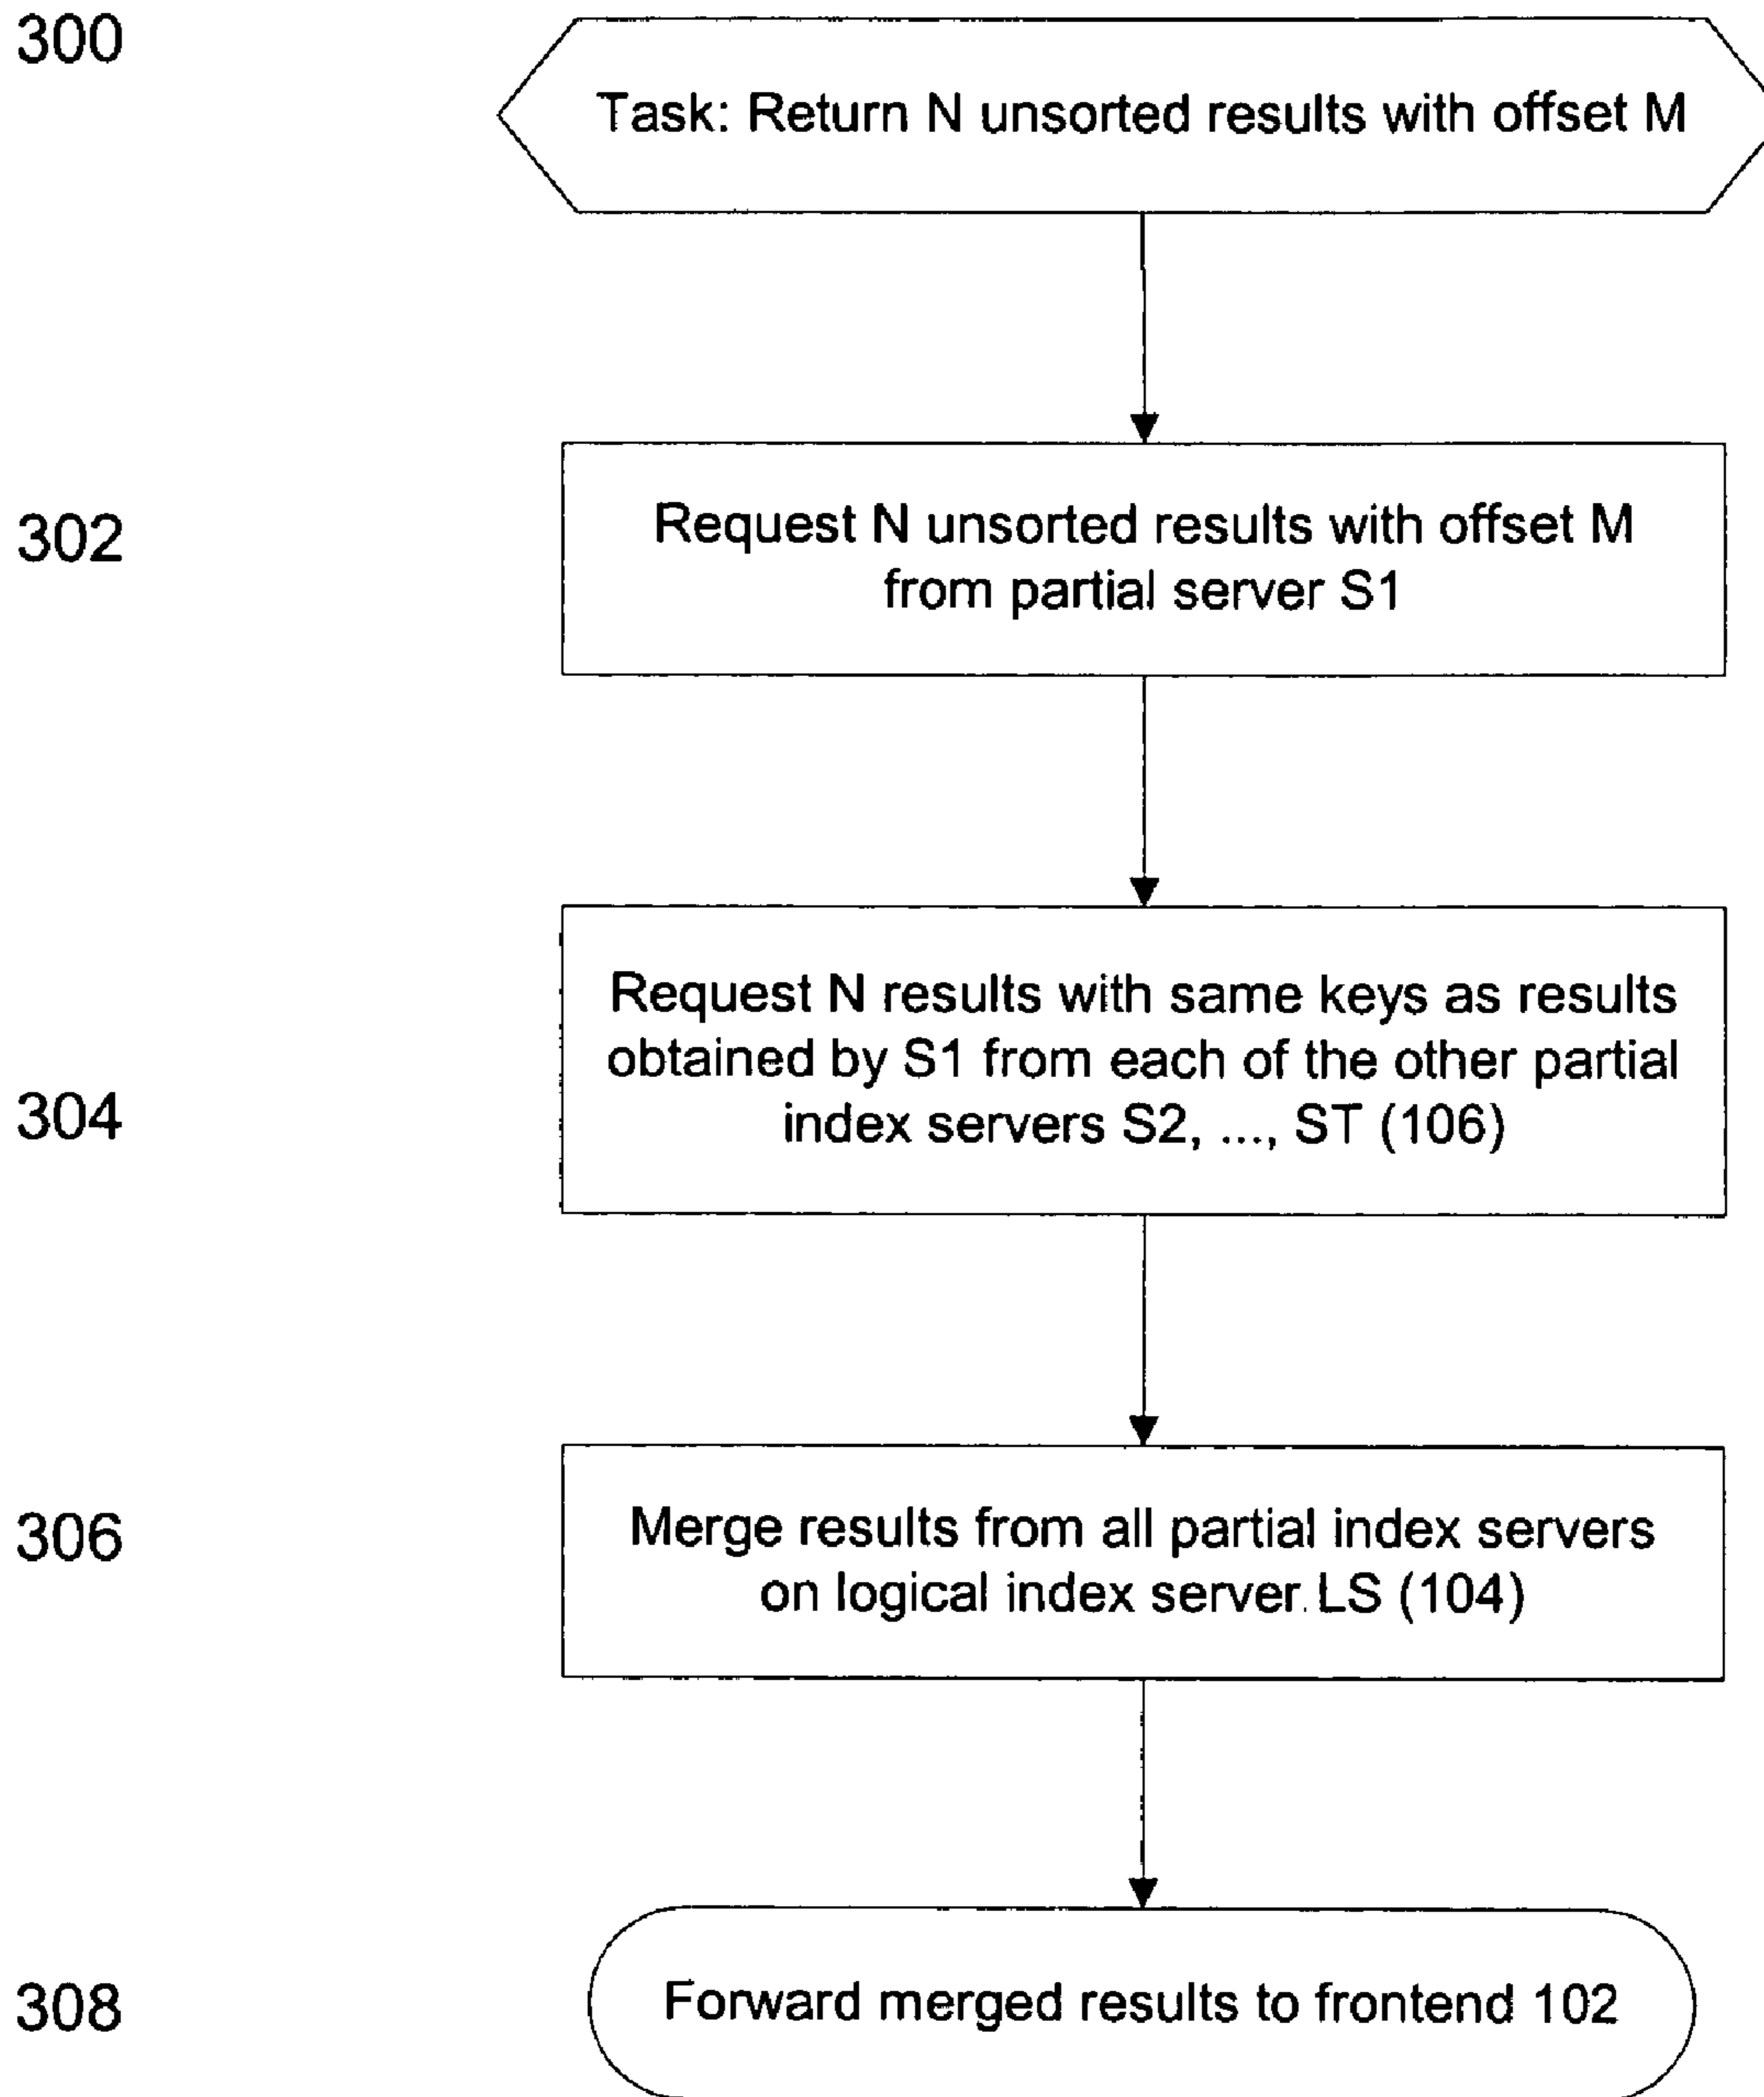 300
Task: Return N unsorted results with offset M
302
Request N unsorted results with offset M
from partial server S1
304
Request N results with same keys as results
obtained by S1 from each of the other partial
index servers S2, ..., ST (106)
306
Merge results from all partial index servers
on logical index server LS (104)
308
Forward merged results to frontend 102